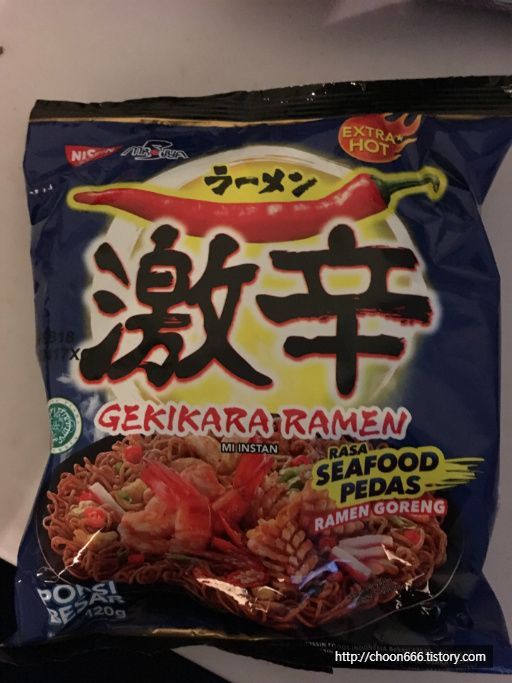 EXTRA HOT
NISSIN
ラーメン
激辛
GEKIKARA RAMEN
MI INSTAN
RASA
SEAFOOD
PEDAS
RAMEN GORENG
PORSI
BESAR
120g
http://choon666.tistory.com